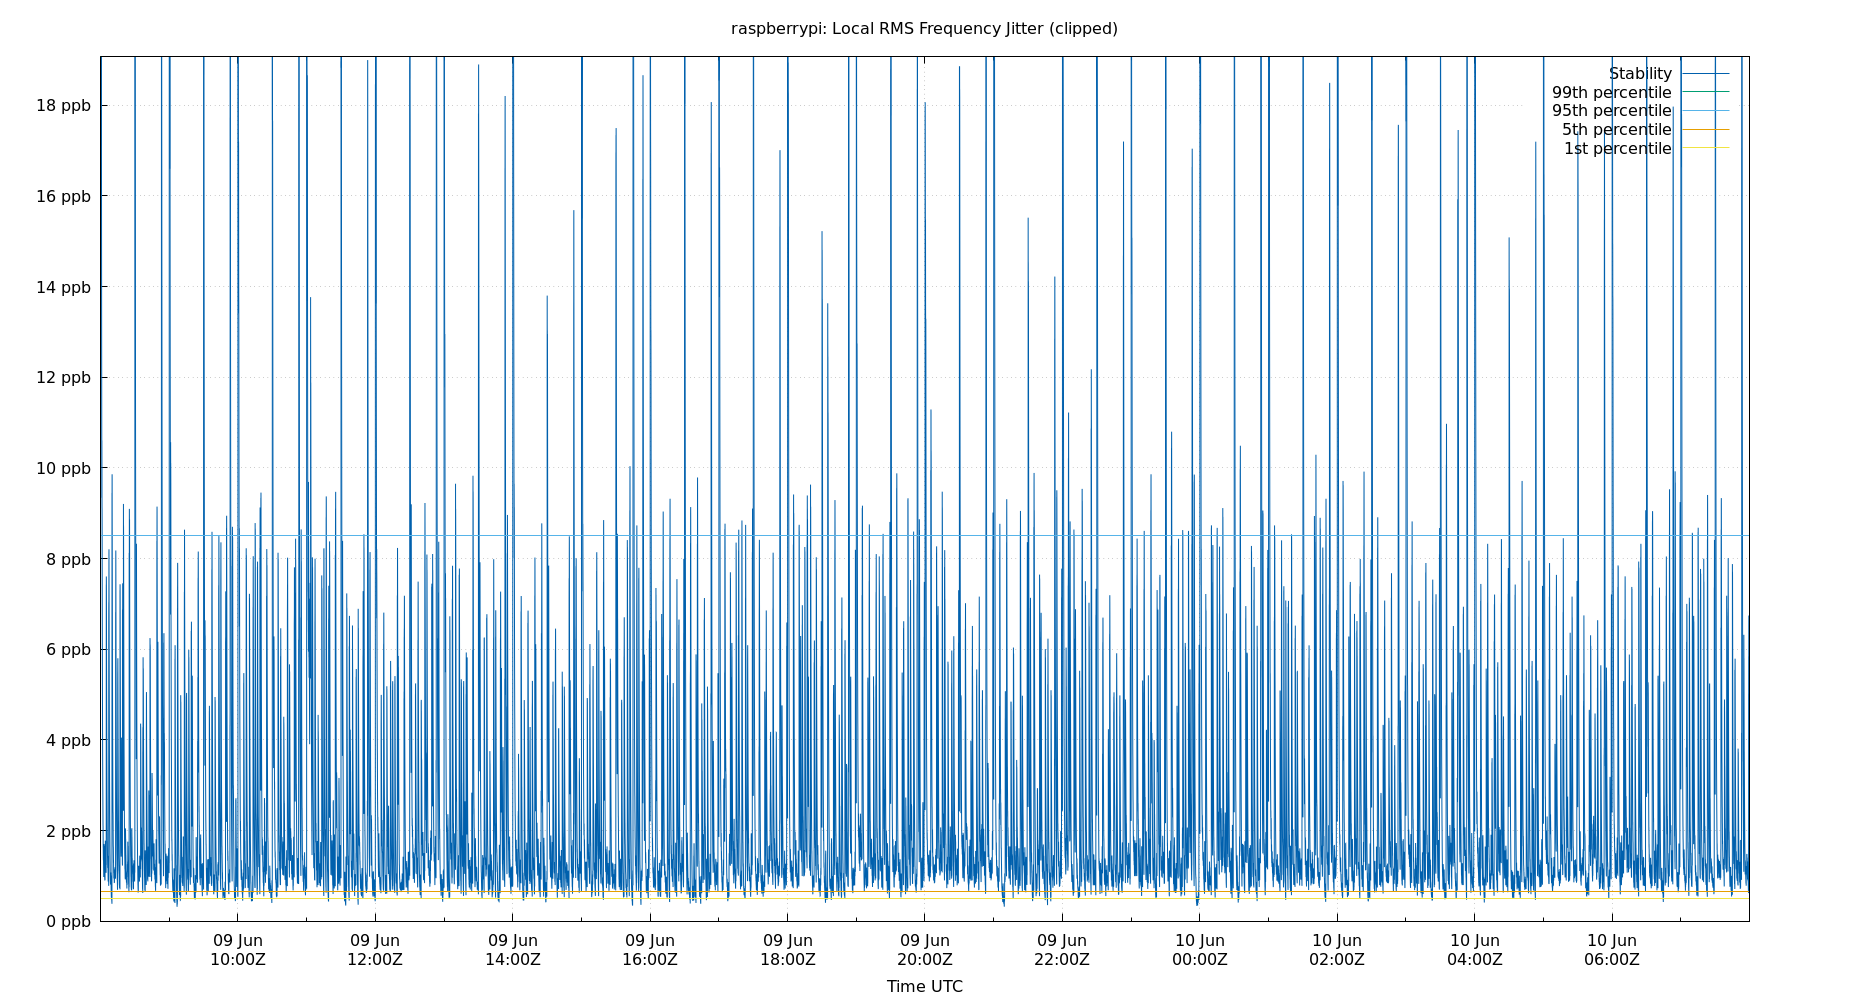 raspberrypi: Local RMS Frequency Jitter (clipped)
Stability
99th percentile
95th percentile
5th percentile
1st percentile
18 ppb
16 ppb
14 ppb
12 ppb
10 ppb
8 ppb
6 ppb
4 ppb
2 ppb
0 ppb
09 Jun
10:00Z
09 Jun
12:00Z
09 Jun
14:00Z
09 Jun
16:00Z
09 Jun
18:00Z
09 Jun
20:00Z
09 Jun
22:00Z
10 Jun
00:00Z
10 Jun
02:00Z
10 Jun
04:00Z
10 Jun
06:00Z
Time UTC